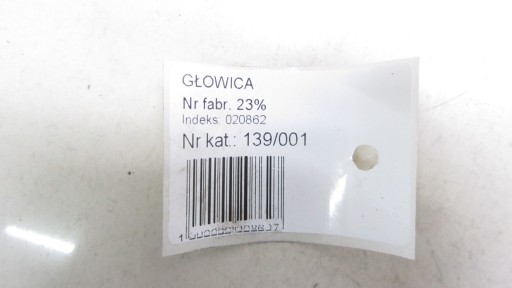 GŁOWICA
Nr fabr. 23%
Indeks: 020862
Nr kat.: 139/001